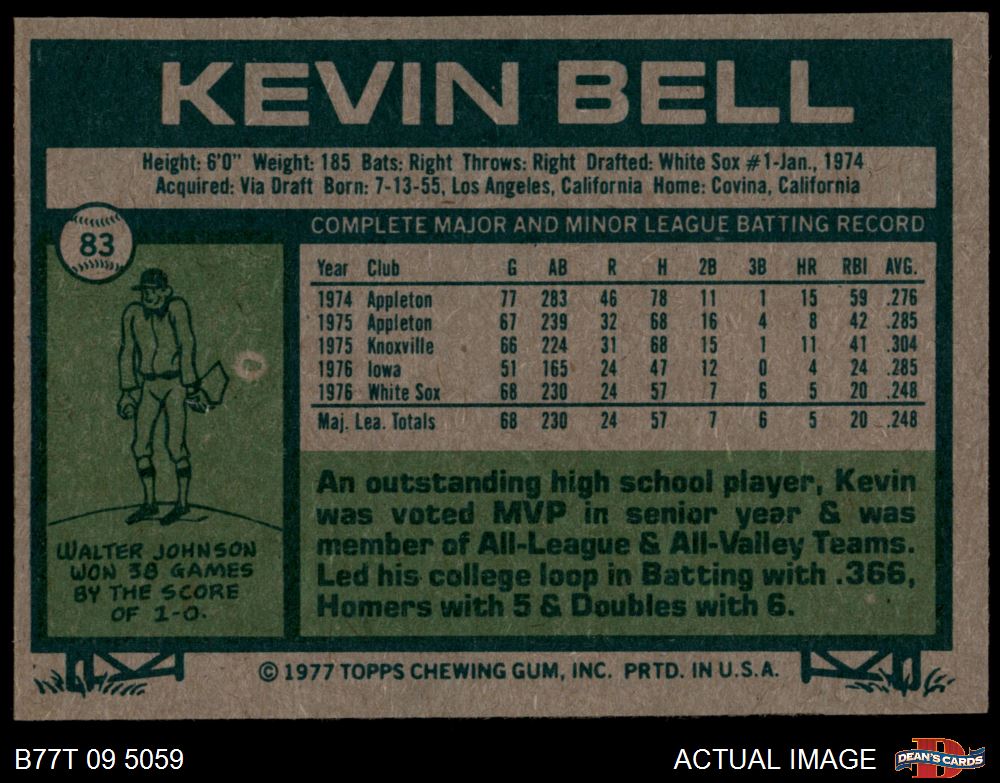 KEVIN BELL
Height: 6'0" Weight: 185 Bats: Right Throws: Right Drafted: White Sox #1-Jan., 1974
Acquired: Via Draft Born: 7-13-55, Los Angeles, California Home: Covina, California
83
COMPLETE MAJOR AND MINOR LEAGUE BATTING RECORD
Year Club G AB R H 2B 3B HR RBI AVG.
1974 Appleton 77 283 46 78 11 1 15 59 .276
1975 Appleton 67 239 32 68 16 4 8 42 .285
1975 Knoxville 66 224 31 68 15 1 11 41 .304
1976 Iowa 51 165 24 47 12 0 4 24 .285
1976 White Sox 68 230 24 57 7 6 5 20 .248
Maj. Lea. Totals 68 230 24 57 7 6 5 20 .248
An outstanding high school player, Kevin
was voted MVP in senior year & was
member of All-League & All-Valley Teams.
Led his college loop in Batting with .366,
Homers with 5 & Doubles with 6.
WALTER JOHNSON
WON 38 GAMES
BY THE SCORE
OF 1-0.
© 1977 TOPPS CHEWING GUM, INC. PRTD. IN U.S.A.
B77T 09 5059
ACTUAL IMAGE
DEAN'S CARDS